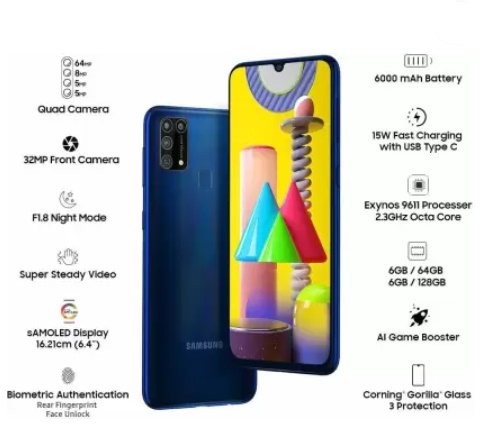 64MP
8MP
5MP
5MP
Quad Camera
32MP Front Camera
F1.8 Night Mode
Super Steady Video
sAMOLED Display
16.21cm (6.4")
Biometric Authentication
Rear Fingerprint
Face Unlock
SAMSUNG
6000 mAh Battery
15W Fast Charging
with USB Type C
Exynos 9611 Processer
2.3GHz Octa Core
6GB / 64GB
6GB / 128GB
AI Game Booster
Corning® Gorilla® Glass
3 Protection